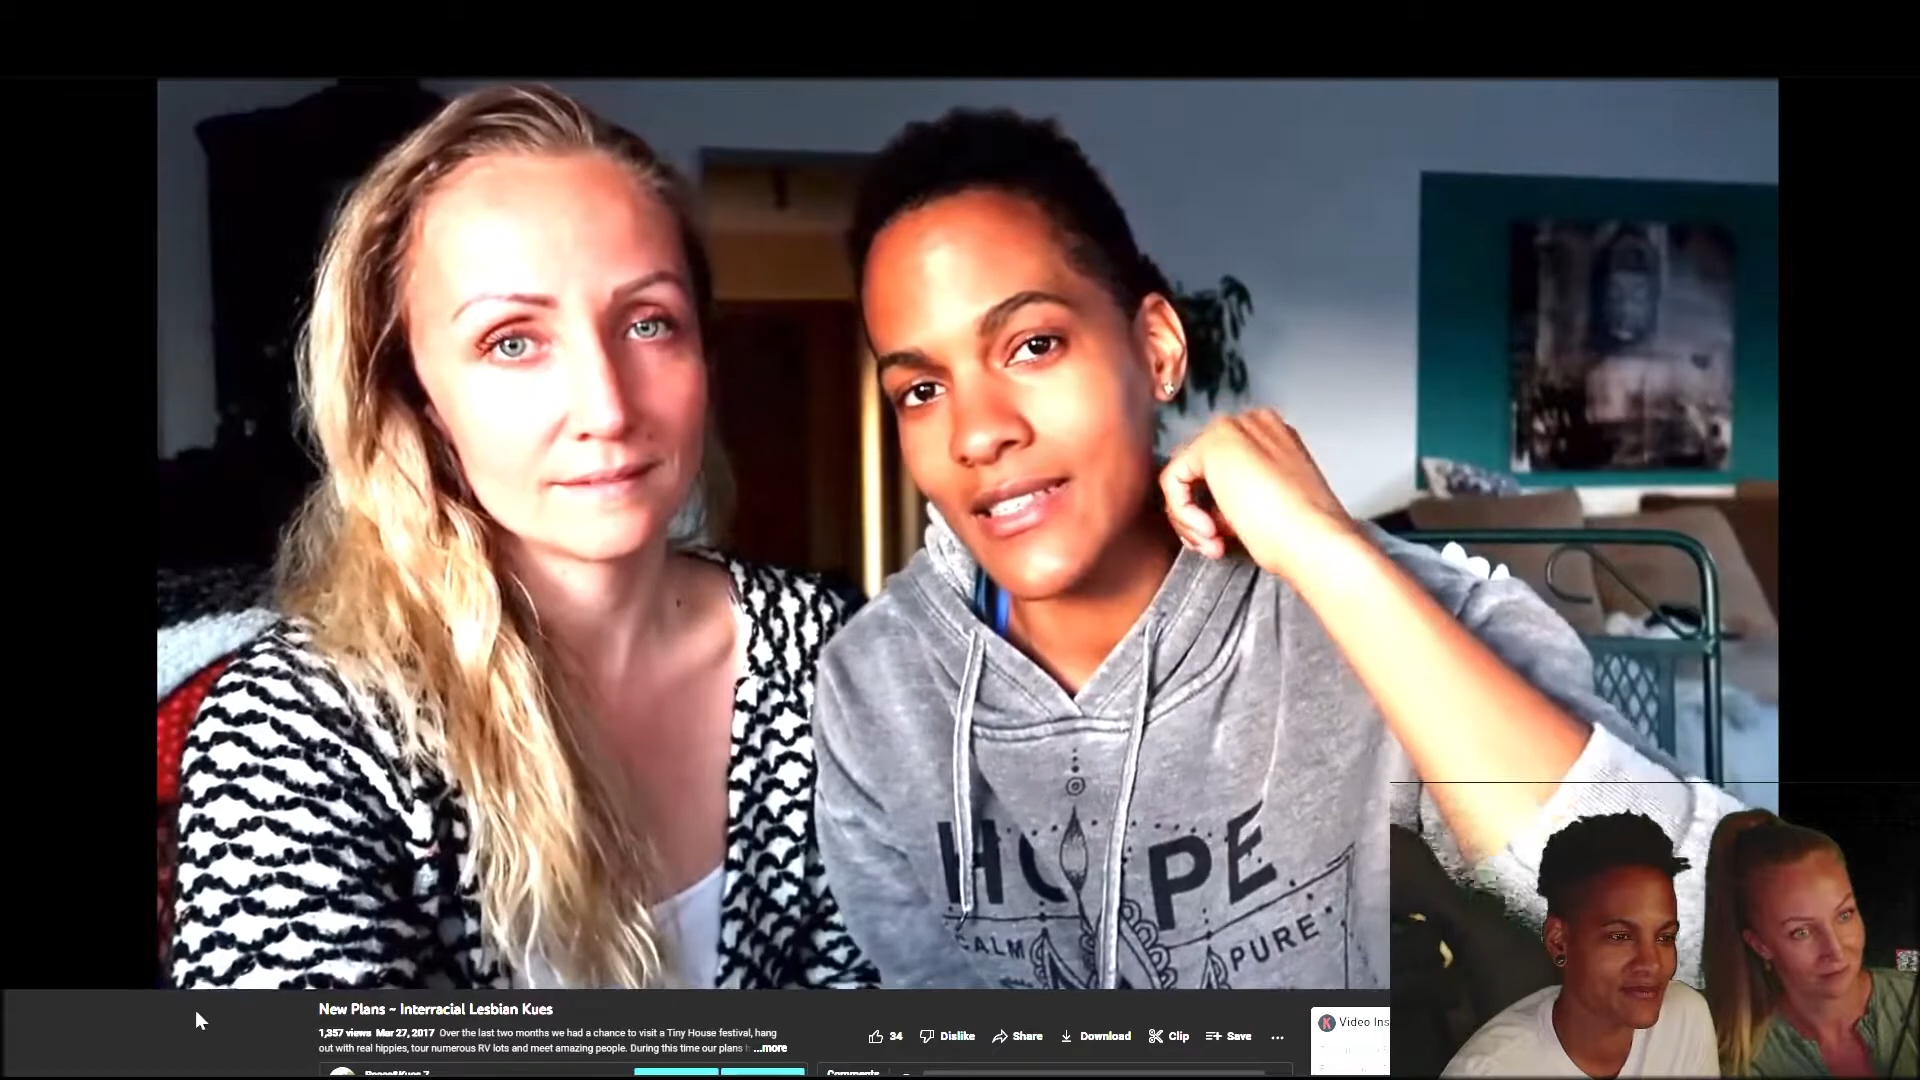 HOPE
CALM
PURE
New Plans ~ Interracial Lesbian Kues
1,357 views Mar 27, 2017 Over the last two months we had a chance to visit a Tiny House festival, hang
out with real hippies, tour numerous RV lots and meet amazing people. During this time our plans
...more
34
Dislike
Share
Download
Clip
Save
...
K Video Ins
Comments